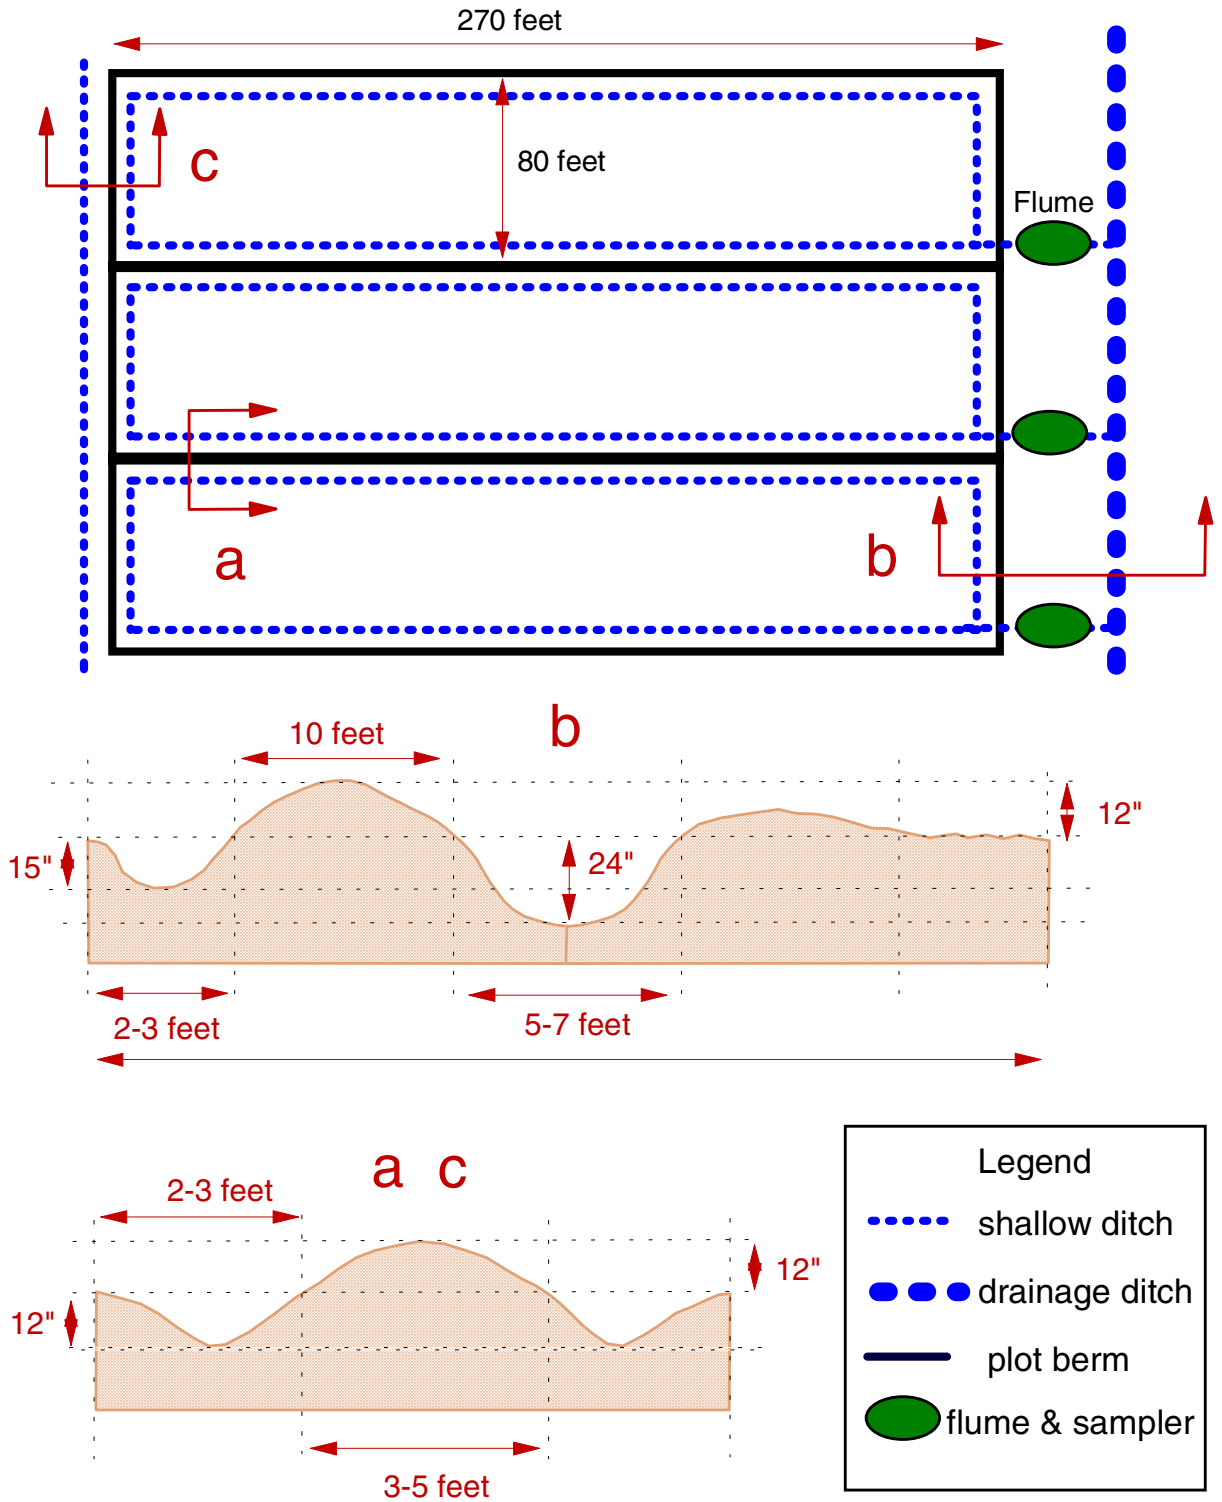 270 feet
80 feet
c
Flume
a
b
b
10 feet
12"
15"
24"
2-3 feet
5-7 feet
a c
2-3 feet
12"
12"
3-5 feet
Legend
shallow ditch
drainage ditch
plot berm
flume & sampler